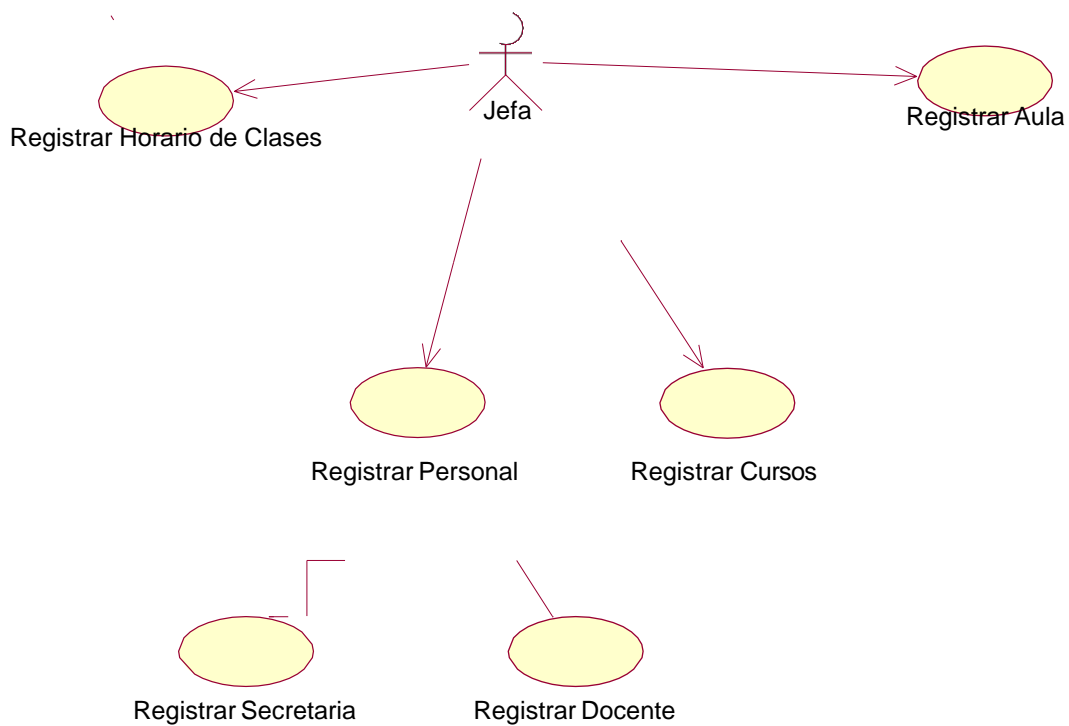 Jefa
Registrar Horario de Clases
Registrar Aula
Registrar Personal
Registrar Cursos
Registrar Secretaria
Registrar Docente